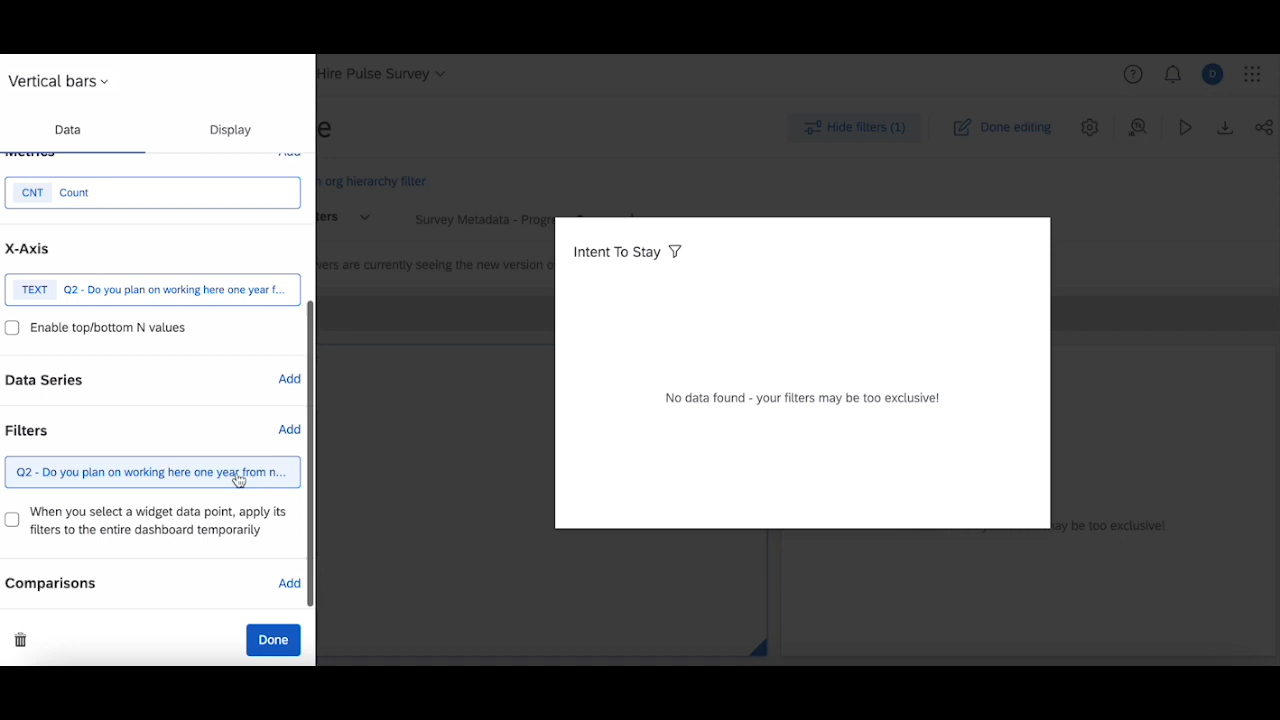 Vertical bars
Hire Pulse Survey
D
Data
Display
e
Hide filters (1)
Done editing
Metrics
Add
CNT Count
org hierarchy filter
ters
Survey Metadata - Progre
X-Axis
Intent To Stay
wers are currently seeing the new version o
TEXT Q2 - Do you plan on working here one year f...
Enable top/bottom N values
Data Series
Add
No data found - your filters may be too exclusive!
Filters
Add
Q2 - Do you plan on working here one year from n...
When you select a widget data point, apply its
filters to the entire dashboard temporarily
may be too exclusive!
Comparisons
Add
Done